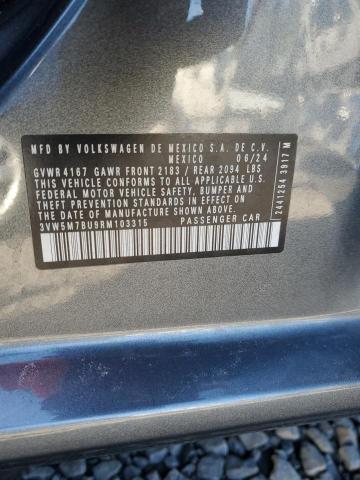 MFD BY VOLKSWAGEN DE MEXICO S.A. DE C.V.
MEXICO 06/24
GVWR 4167 GAWR FRONT 2183 / REAR 2094 LBS
THIS VEHICLE CONFORMS TO ALL APPLICABLE U.S.
FEDERAL MOTOR VEHICLE SAFETY, BUMPER AND
THEFT PREVENTION STANDARDS IN EFFECT ON THE
DATE OF MANUFACTURE SHOWN ABOVE
3VW5M7BU9RM103315 PASSENGER CAR
2441254 3917 M